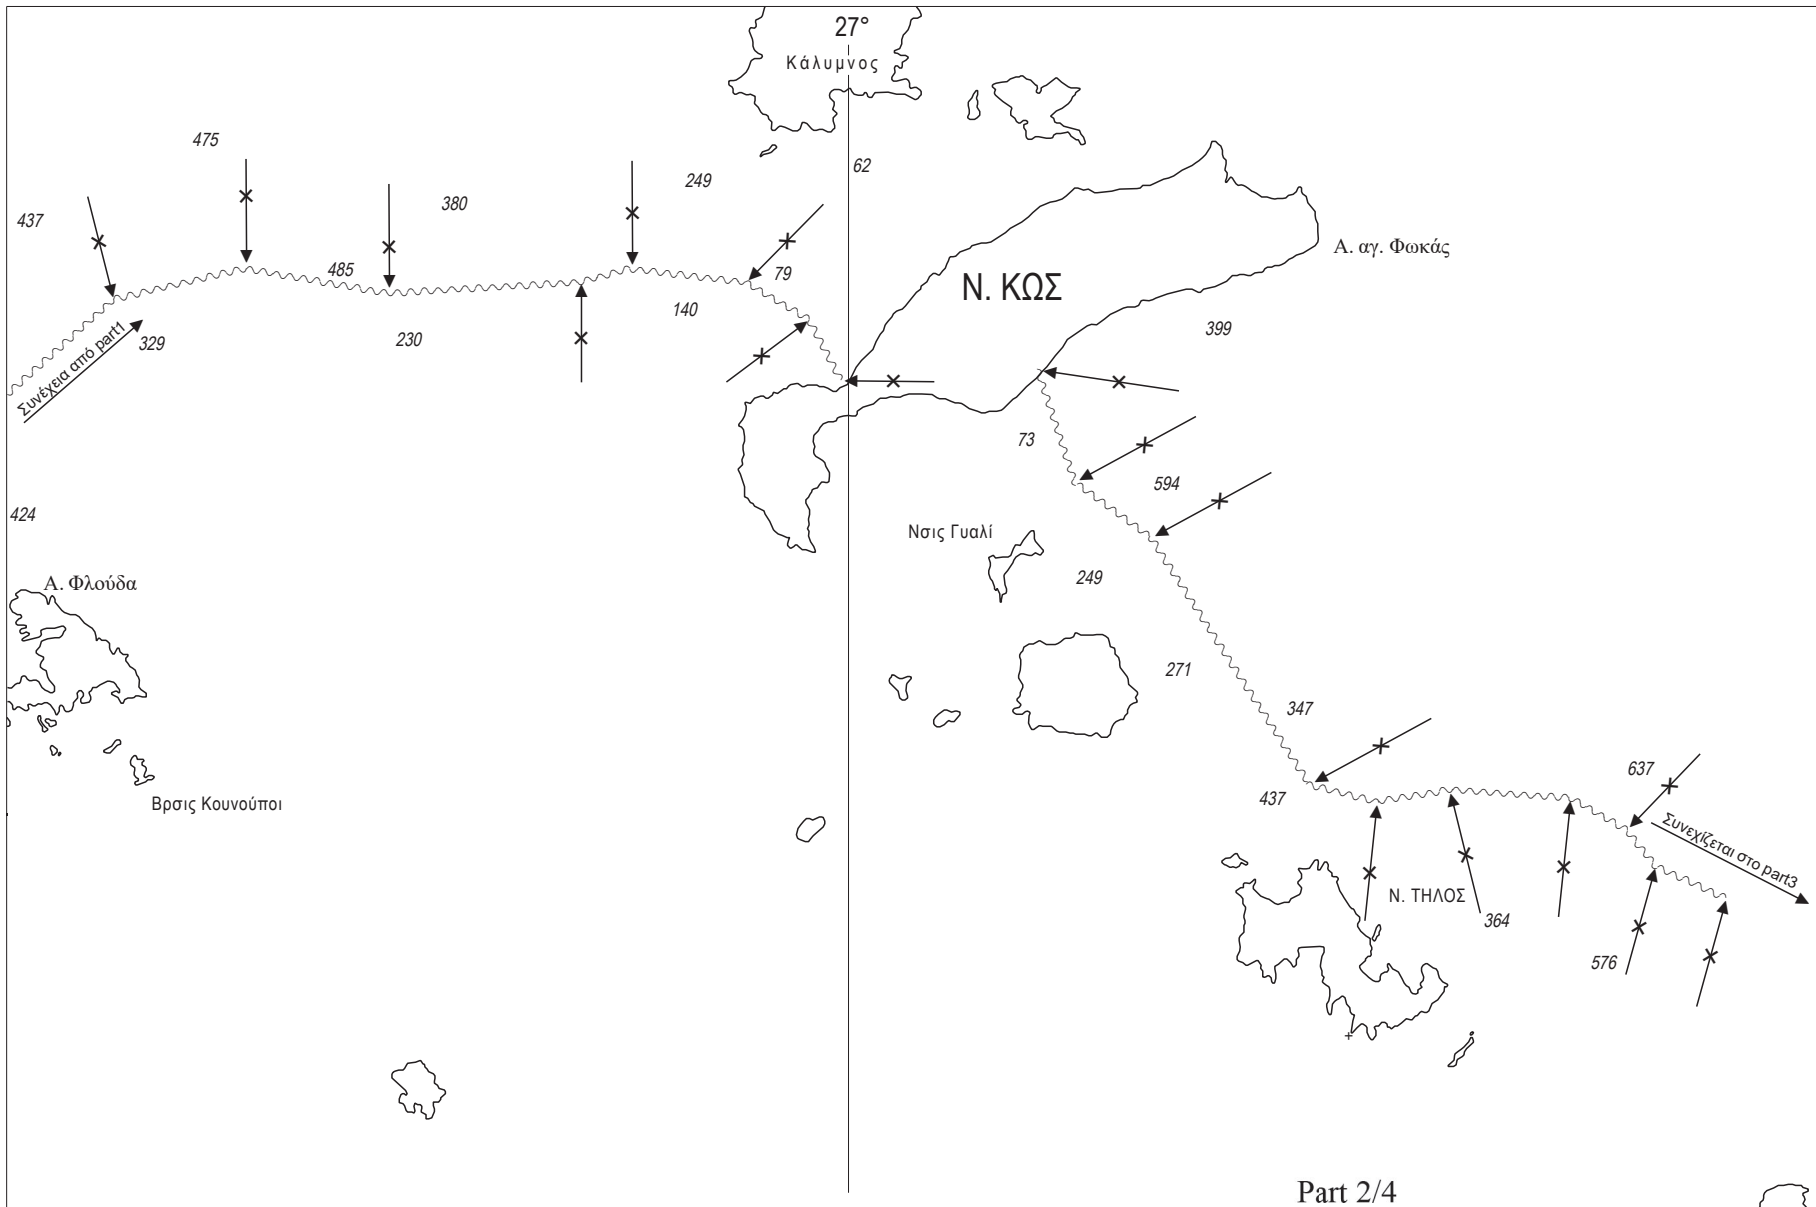 27°
Κάλυμνος
475
62
249
380
437
Α. αγ. Φωκάς
485
79
Ν. ΚΩΣ
140
399
230
329
Συνέχεια από part1
73
594
424
Νσις Γυαλί
249
Α. Φλούδα
271
347
637
437
Βρσις Κουνούποι
Συνεχίζεται στο part3
Ν. ΤΗΛΟΣ
364
576
Part 2/4